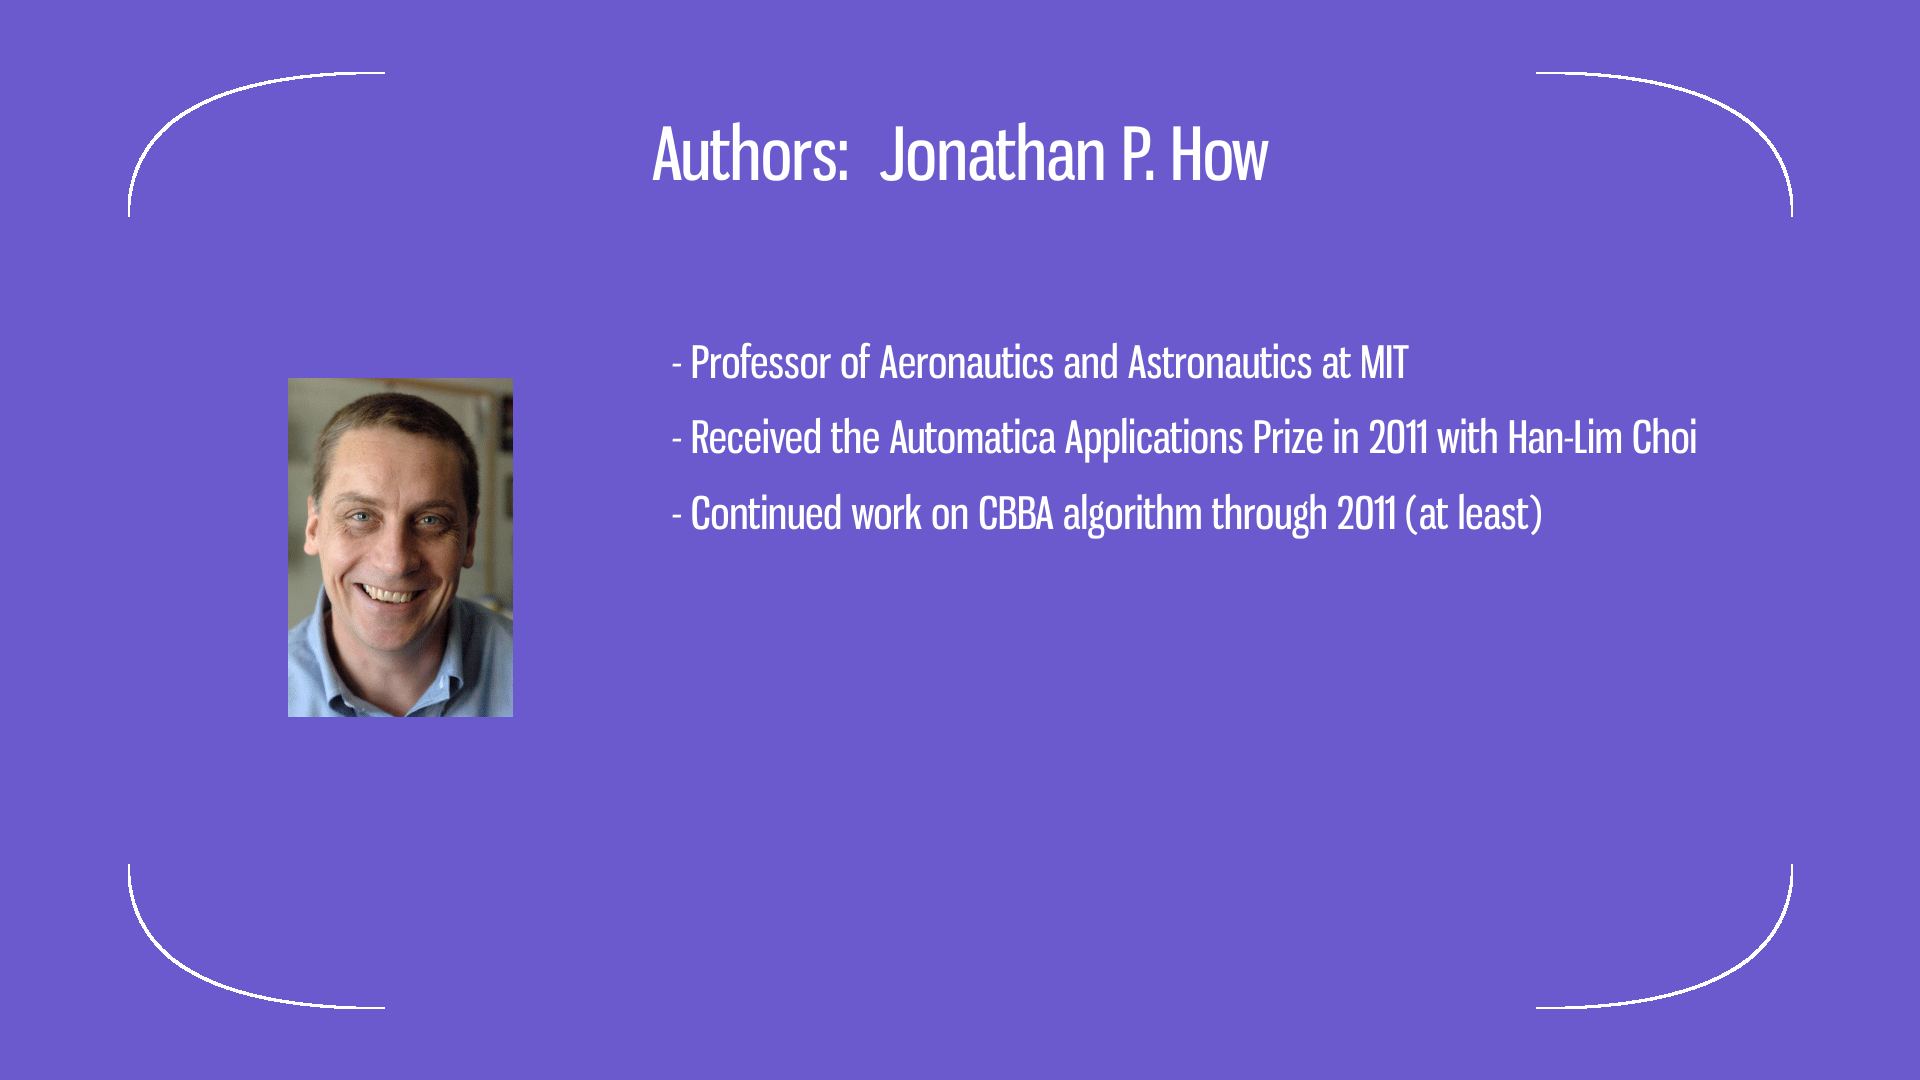 Authors:  Jonathan P. How
- Professor of Aeronautics and Astronautics at MIT
- Received the Automatica Applications Prize in 2011 with Han-Lim Choi
- Continued work on CBBA algorithm through 2011 (at least)